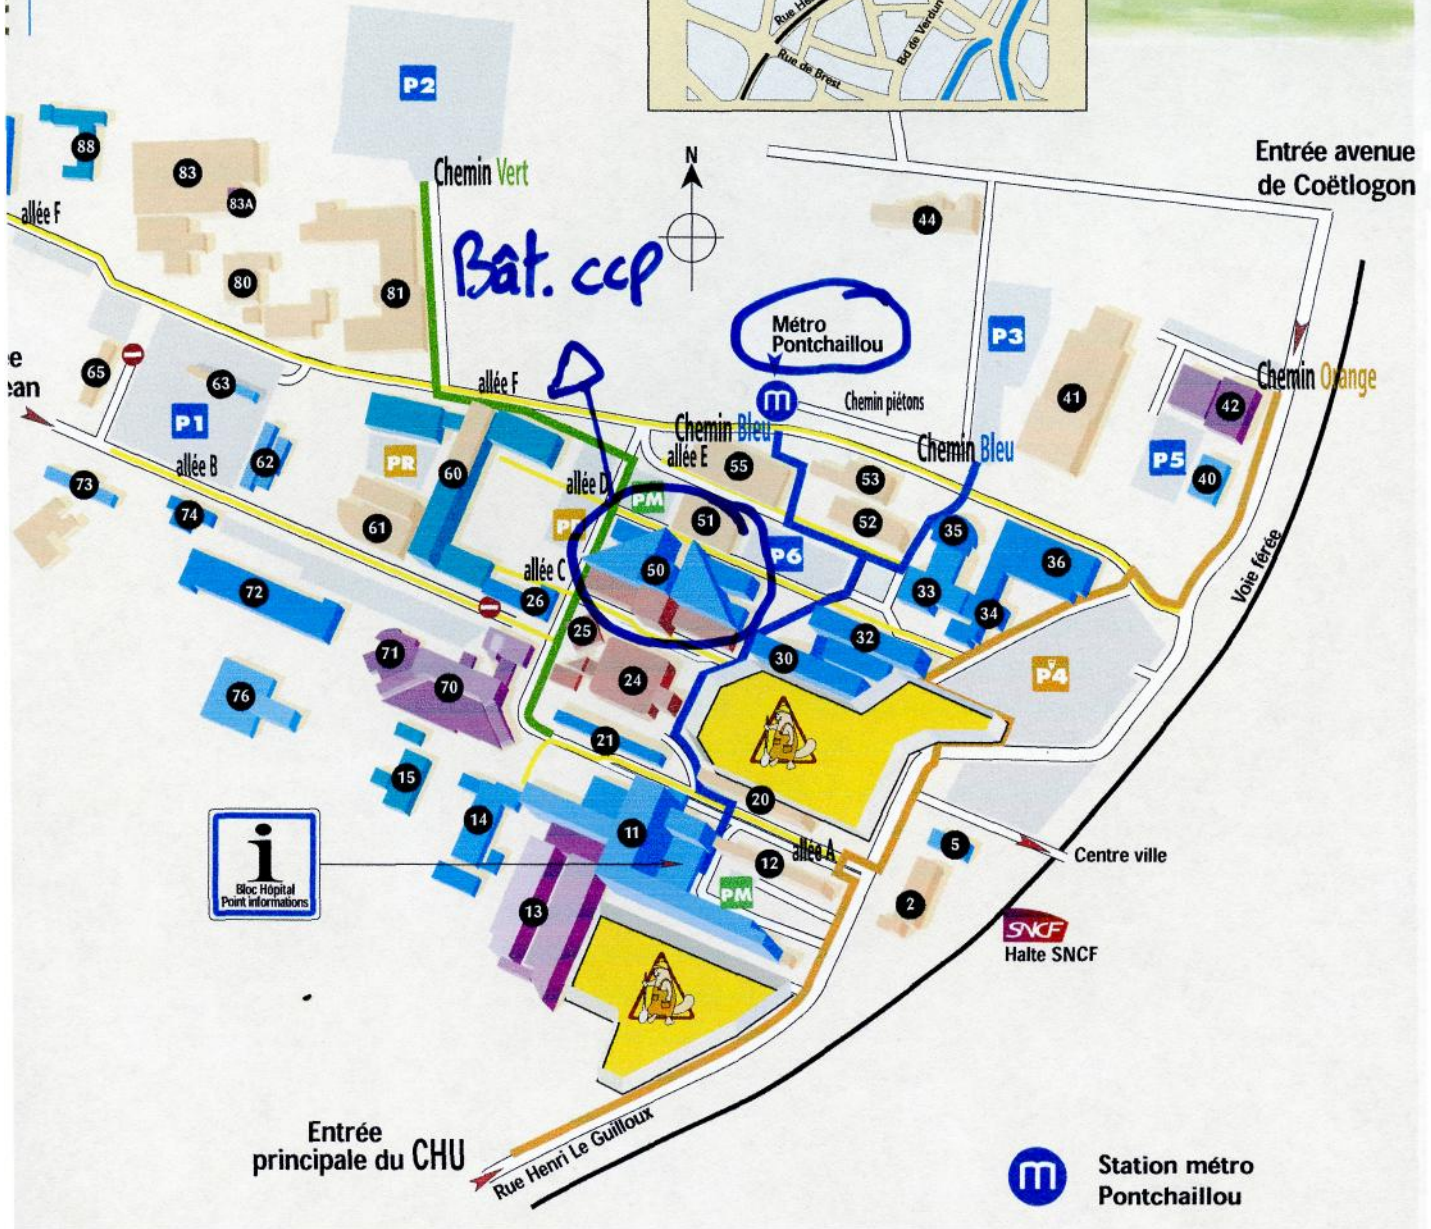 Rue He
Bd de Verdun
Rue de Brest
P2
88
83
83A
Chemin Vert
N
Entrée avenue
de Coëtlogon
44
allée F
80
81
Bât. ccp
Métro
Pontchaillou
P3
65
63
ean
P1
allée F
m
Chemin piétons
41
Chemin Orange
42
Chemin Bleu
Chemin Bleu
allée E
P5
40
allée B
62
PR
60
55
53
73
74
61
allée D
PM
51
52
35
P6
50
36
allée C
33
34
Voie férée
72
26
25
32
30
71
70
24
P4
76
21
15
20
14
11
allée A
5
Centre ville
i
Bloc Hôpital
Point informations
12
PM
13
2
SNCF
Halte SNCF
Entrée
principale du CHU
Rue Henri Le Guilloux
m
Station métro
Pontchaillou